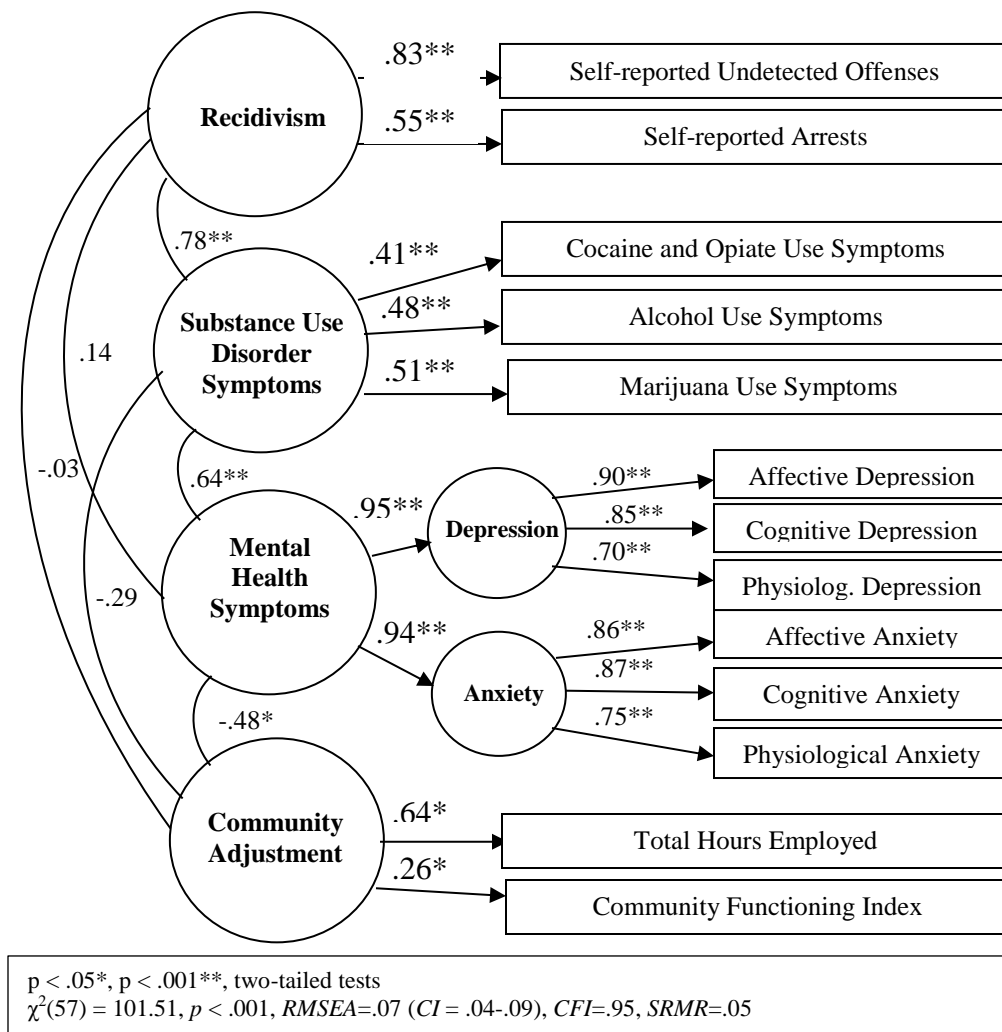 .83**
Self-reported Undetected Offenses
Recidivism
.55**
Self-reported Arrests
.78**
.41**
Cocaine and Opiate Use Symptoms
Substance Use
Disorder
Symptoms
.48**
Alcohol Use Symptoms
.51**
Marijuana Use Symptoms
.14
-.03
.64**
-.29
Mental
Health
Symptoms
.95**
Depression
.90**
Affective Depression
.85**
Cognitive Depression
.70**
Physiolog. Depression
.94**
Anxiety
.86**
Affective Anxiety
.87**
Cognitive Anxiety
.75**
Physiological Anxiety
-.48*
Community
Adjustment
.64*
Total Hours Employed
.26*
Community Functioning Index
p < .05*, p < .001**, two-tailed tests
χ²(57) = 101.51, p < .001, RMSEA=.07 (CI = .04-.09), CFI=.95, SRMR=.05